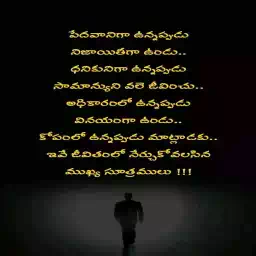 పేదవానిగా ఉన్నప్పుడు
నిజాయితీగా ఉండు..
ధనికునిగా ఉన్నప్పుడు
సామాన్యుని వలె జీవించు..
అధికారంలో ఉన్నప్పుడు
వినయంగా ఉండు..
కోపంలో ఉన్నప్పుడు మాట్లాడకు..
ఇవే జీవితంలో నేర్చుకోవలసిన
ముఖ్య సూత్రములు !!!